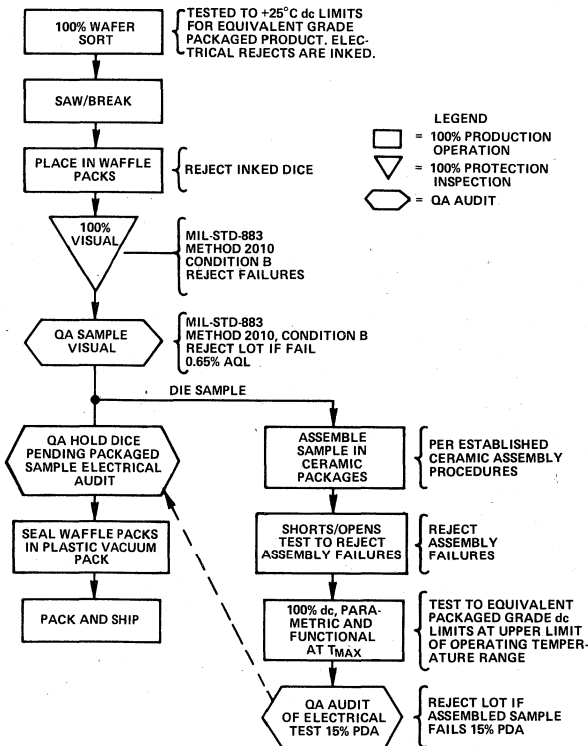 100% WAFER
SORT
TESTED TO +25°C dc LIMITS
FOR EQUIVALENT GRADE
PACKAGED PRODUCT. ELEC-
TRICAL REJECTS ARE INKED.
SAW/BREAK
LEGEND
= 100% PRODUCTION
OPERATION
= 100% PROTECTION
INSPECTION
= QA AUDIT
PLACE IN WAFFLE
PACKS
REJECT INKED DICE
100%
VISUAL
MIL-STD-883
METHOD 2010
CONDITION B
REJECT FAILURES
QA SAMPLE
VISUAL
MIL-STD-883
METHOD 2010, CONDITION B
REJECT LOT IF FAIL
0.65% AQL
DIE SAMPLE
QA HOLD DICE
PENDING PACKAGED
SAMPLE ELECTRICAL
AUDIT
ASSEMBLE
SAMPLE IN
CERAMIC
PACKAGES
PER ESTABLISHED
CERAMIC ASSEMBLY
PROCEDURES
SEAL WAFFLE PACKS
IN PLASTIC VACUUM
PACK
SHORTS/OPENS
TEST TO REJECT
ASSEMBLY FAILURES
REJECT
ASSEMBLY
FAILURES
PACK AND SHIP
100% dc, PARA-
METRIC AND
FUNCTIONAL
AT TMAX
TEST TO EQUIVALENT
PACKAGED GRADE dc
LIMITS AT UPPER LIMIT
OF OPERATING TEMPER-
ATURE RANGE
QA AUDIT
OF ELECTRICAL
TEST 15% PDA
REJECT LOT IF
ASSEMBLED SAMPLE
FAILS 15% PDA